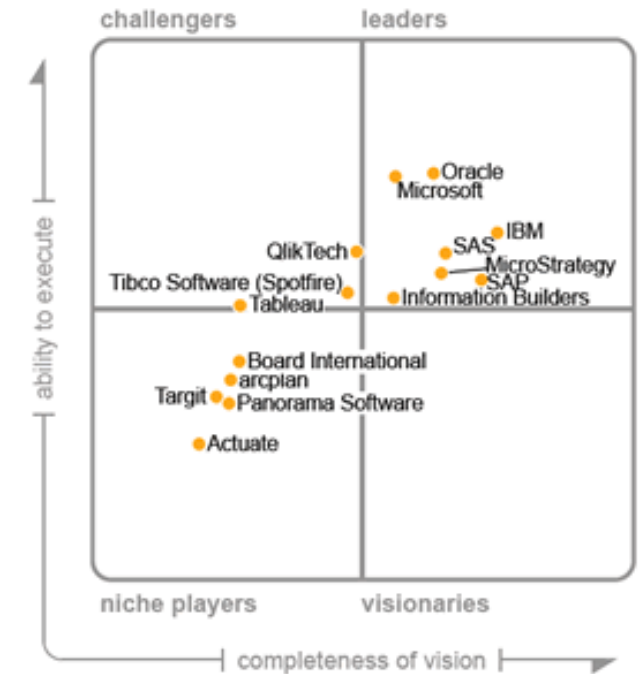 challengers
leaders
Oracle
Microsoft
IBM
SAS
QlikTech
MicroStrategy
Tibco Software (Spotfire)
SAP
Information Builders
Tableau
ability to execute
Board International
arcplan
Targit
Panorama Software
Actuate
niche players
visionaries
completeness of vision